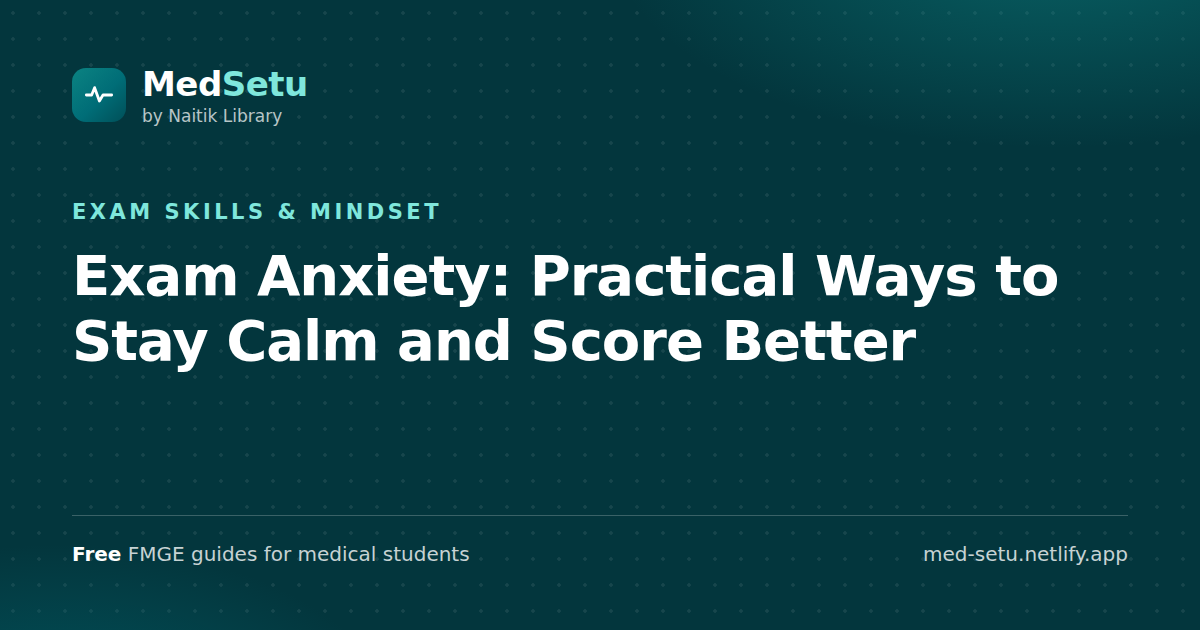 MedSetu
by Naitik Library
EXAM SKILLS & MINDSET
Exam Anxiety: Practical Ways to
Stay Calm and Score Better
Free FMGE guides for medical students
med-setu.netlify.app